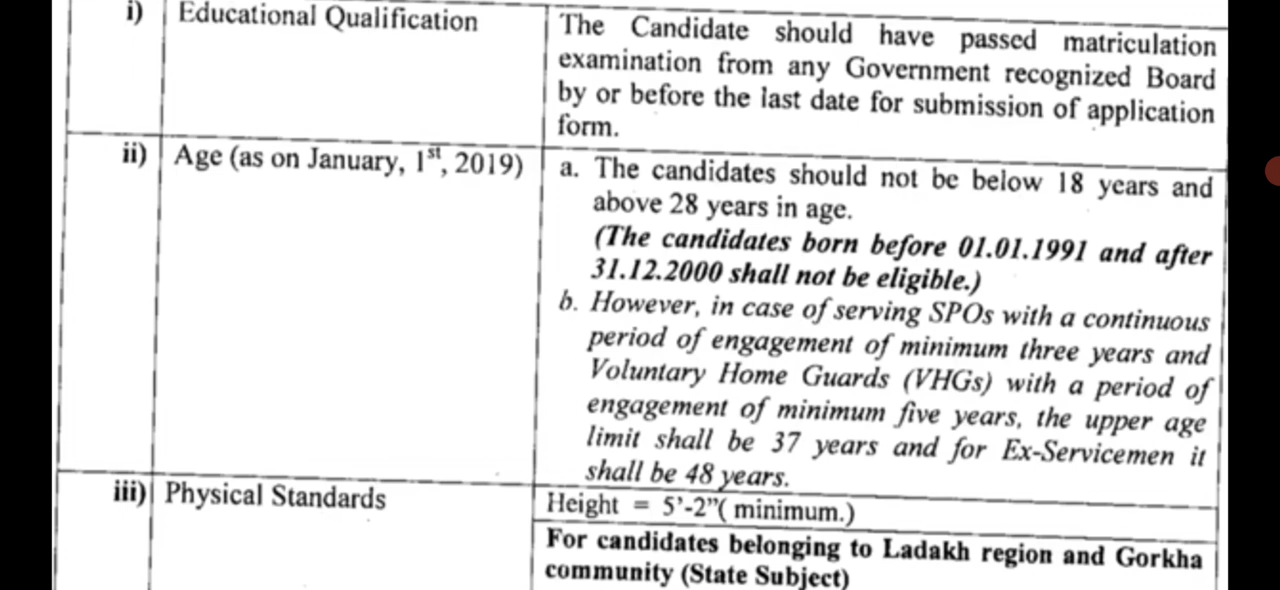 i) Educational Qualification
The Candidate should have passed matriculation
examination from any Government recognized Board
by or before the last date for submission of application
form.
ii) Age (as on January, 1st, 2019)
a. The candidates should not be below 18 years and
above 28 years in age.
(The candidates born before 01.01.1991 and after
31.12.2000 shall not be eligible.)
b. However, in case of serving SPOs with a continuous
period of engagement of minimum three years and
Voluntary Home Guards (VHGs) with a period of
engagement of minimum five years, the upper age
limit shall be 37 years and for Ex-Servicemen it
shall be 48 years.
iii) Physical Standards
Height = 5'-2"( minimum.)
For candidates belonging to Ladakh region and Gorkha
community (State Subject)